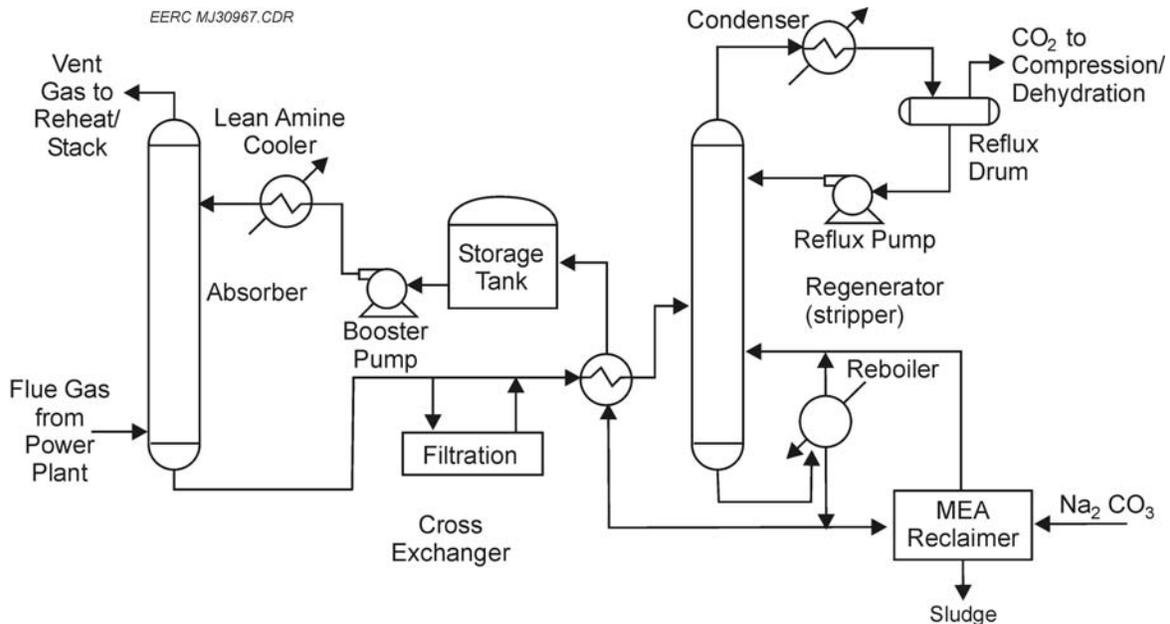 EERC MJ30967.CDR
Condenser
CO₂ to
Compression/
Dehydration
Vent
Gas to
Reheat/
Stack
Lean Amine
Cooler
Reflux
Drum
Reflux Pump
Storage
Tank
Absorber
Regenerator
(stripper)
Booster
Pump
Reboiler
Flue Gas
from
Power
Plant
Filtration
Cross
Exchanger
MEA
Reclaimer
Na₂ CO₃
Sludge